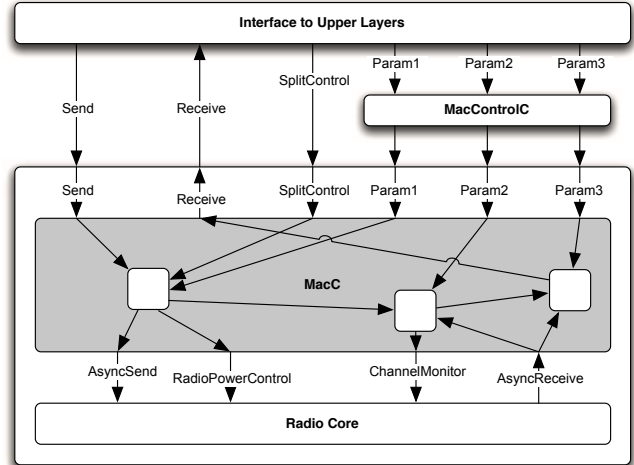 Interface to Upper Layers
Param1 Param2 Param3
SplitControl
Send Receive MacControlC
Send Receive SplitControl Param1 Param2 Param3
MacC
AsyncSend RadioPowerControl ChannelMonitor AsyncReceive
Radio Core